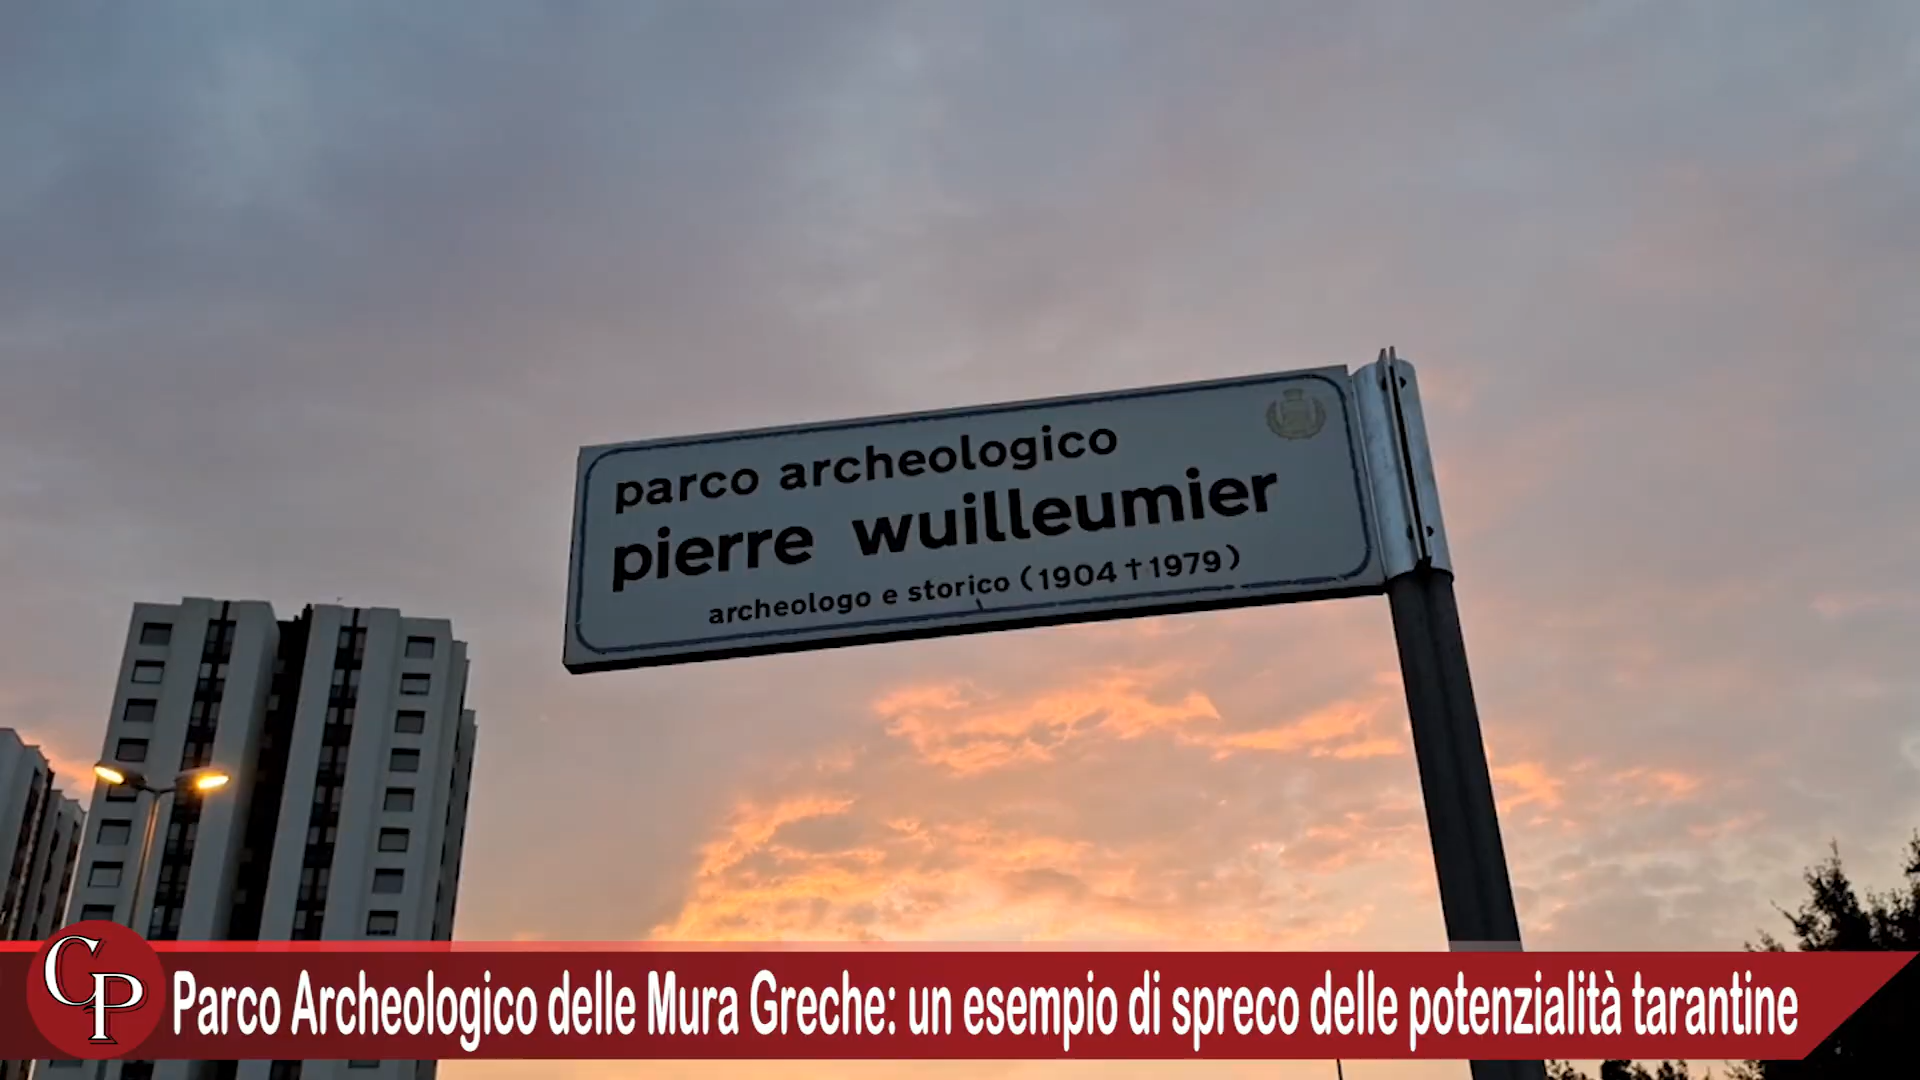 parco archeologico
pierre wuilleumier
archeologo e storico (1904✝1979)
CP
Parco Archeologico delle Mura Greche: un esempio di spreco delle potenzialità tarantine